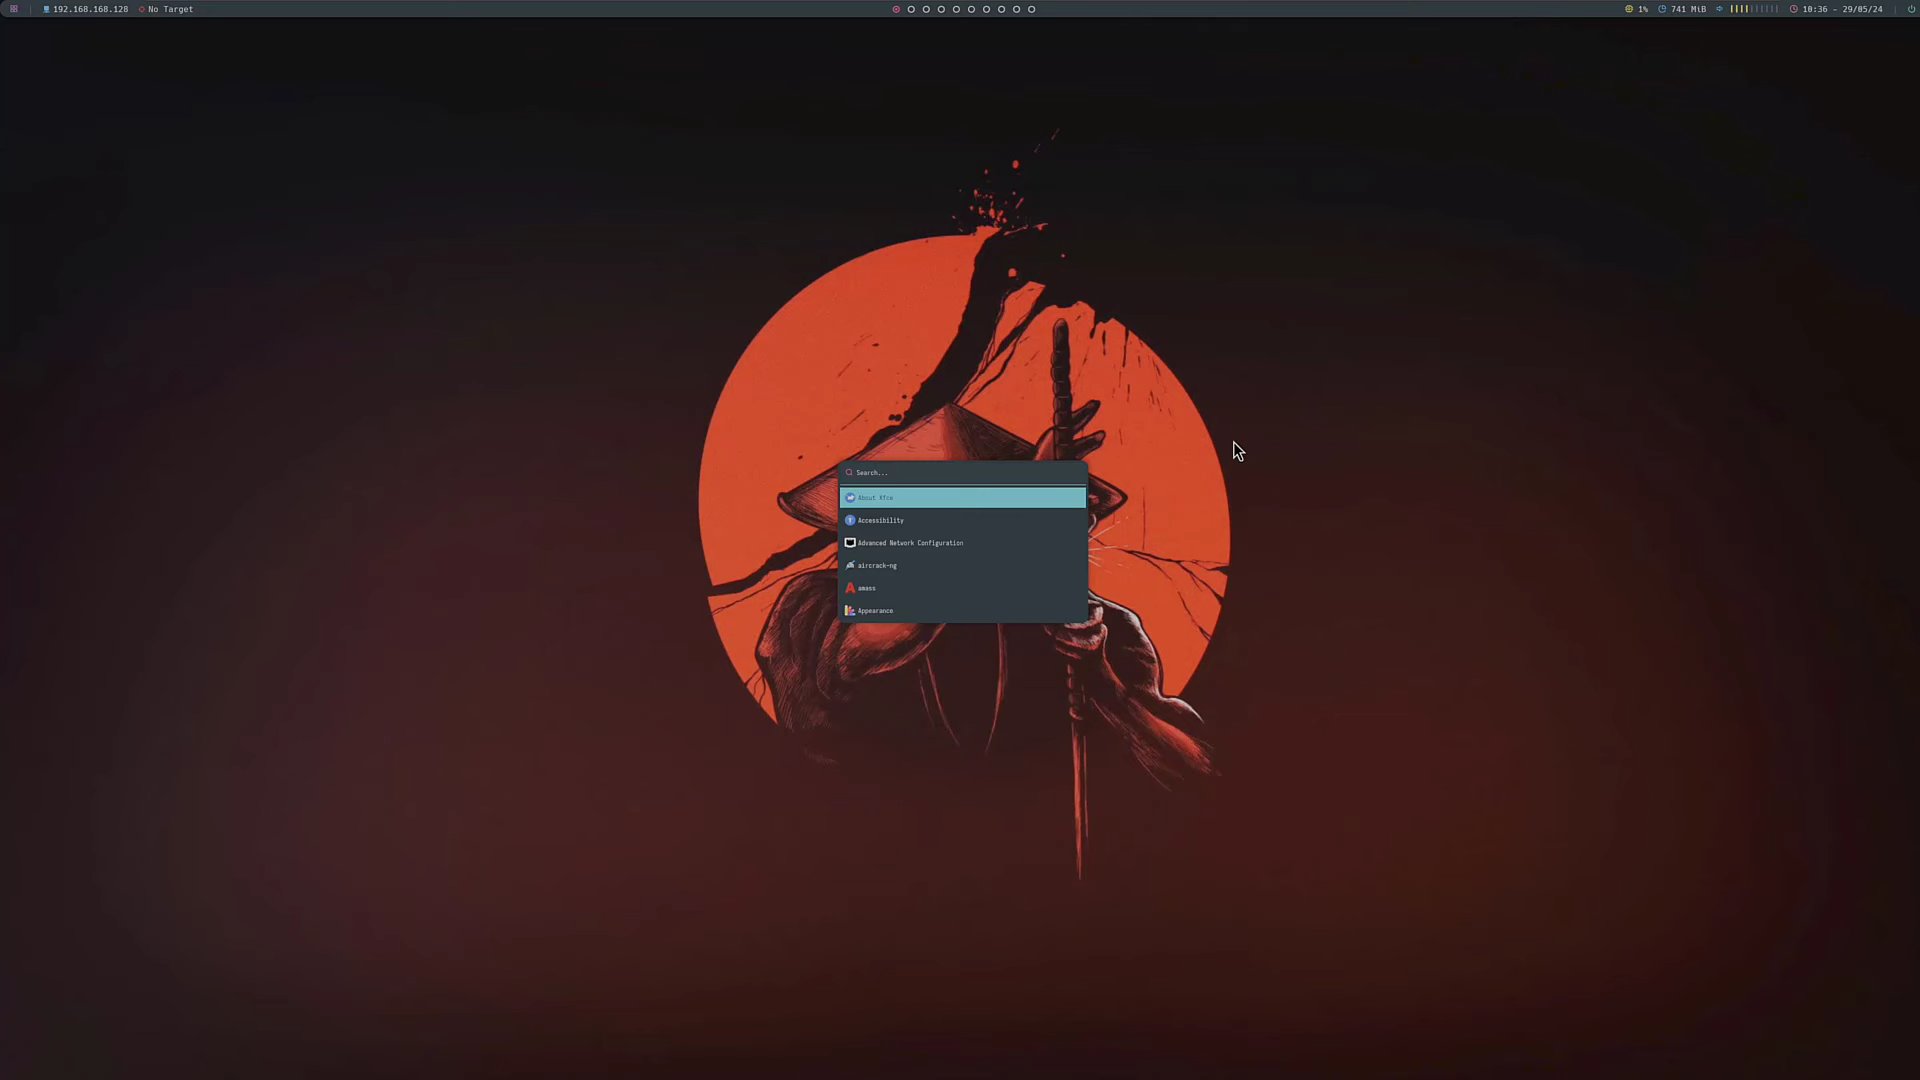 192.168.168.128 No Target 1% 741 MiB 10:36 - 29/05/24
Search...
About Xfce
Accessibility
Advanced Network Configuration
aircrack-ng
amass
Appearance